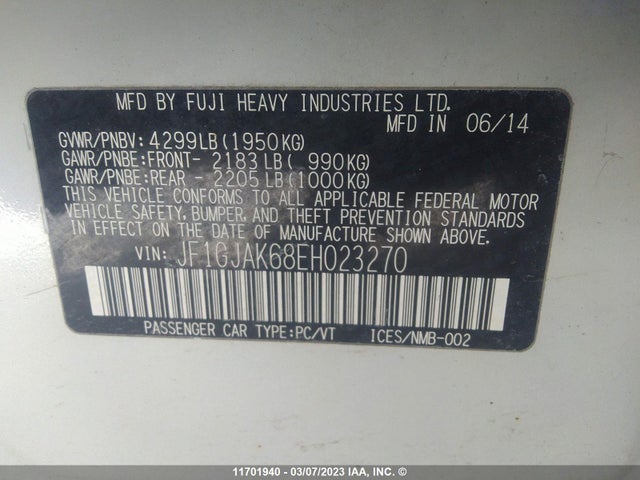 MFD BY FUJI HEAVY INDUSTRIES LTD.
MFD IN 06/14
GVWR/PNBV: 4299LB (1950KG)
GAWR/PNBE:FRONT- 2183 LB ( 990KG)
GAWR/PNBE:REAR - 2205 LB (1000KG)
THIS VEHICLE CONFORMS TO ALL APPLICABLE FEDERAL MOTOR
VEHICLE SAFETY, BUMPER, AND THEFT PREVENTION STANDARDS
IN EFFECT ON THE DATE OF MANUFACTURE SHOWN ABOVE.
VIN: JF1GJAK68EH023270
PASSENGER CAR TYPE:PC/VT ICES/NMB-002
11701940 - 03/07/2023 IAA, Inc. ©